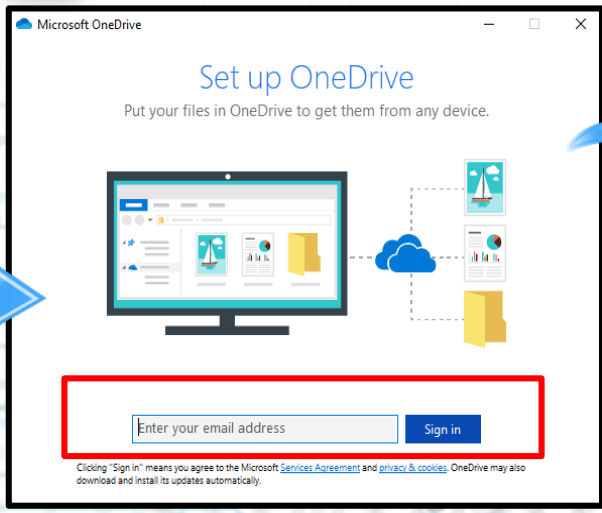 Microsoft OneDrive
Set up OneDrive
Put your files in OneDrive to get them from any device.
Enter your email address
Sign in
Clicking "Sign in" means you agree to the Microsoft Services Agreement and privacy & cookies. OneDrive may also
download and install its updates automatically.